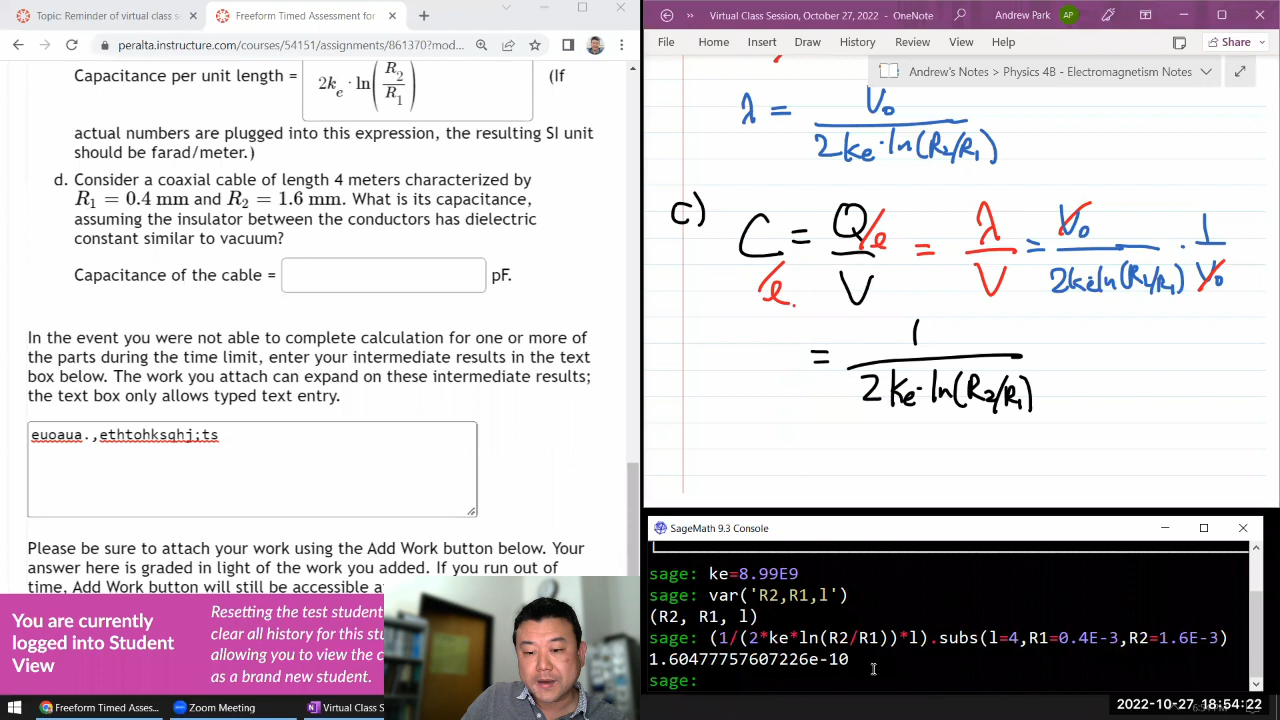 Topic: Reminder of virtual class s
Freeform Timed Assessment for
peralta.instructure.com/courses/54151/assignments/861370?mod...
Capacitance per unit length = 2k_e · ln(R_2/R_1) (If
actual numbers are plugged into this expression, the resulting SI unit
should be farad/meter.)
d. Consider a coaxial cable of length 4 meters characterized by
R_1 = 0.4 mm and R_2 = 1.6 mm. What is its capacitance,
assuming the insulator between the conductors has dielectric
constant similar to vacuum?
Capacitance of the cable = pF.
In the event you were not able to complete calculation for one or more of
the parts during the time limit, enter your intermediate results in the text
box below. The work you attach can expand on these intermediate results;
the text box only allows typed text entry.
euoaua.,ethtohksqhj;ts
Please be sure to attach your work using the Add Work button below. Your
answer here is graded in light of the work you added. If you run out of
time, Add Work button will still be accessible a
You are currently
logged into Student
View
Resetting the test student
clear all history for this stu
allowing you to view the c
as a brand new student.
Freeform Timed Asses...
Zoom Meeting
Virtual Class S
Virtual Class Session, October 27, 2022 - OneNote
Andrew Park
AP
File Home Insert Draw History Review View Help
Share
Andrew's Notes > Physics 4B - Electromagnetism Notes
λ = V_0 / 2k_e·ln(R_2/R_1)
c) C/ℓ = Q/ℓ / V = λ/V = V_0 / 2k_e ln(R_2/R_1) · 1/V_0
= 1 / 2k_e·ln(R_2/R_1)
SageMath 9.3 Console
sage: ke=8.99E9
sage: var('R2,R1,l')
(R2, R1, l)
sage: (1/(2*ke*ln(R2/R1))*l).subs(l=4,R1=0.4E-3,R2=1.6E-3)
1.60477757607226e-10
sage:
2022-10-27 18:54:22